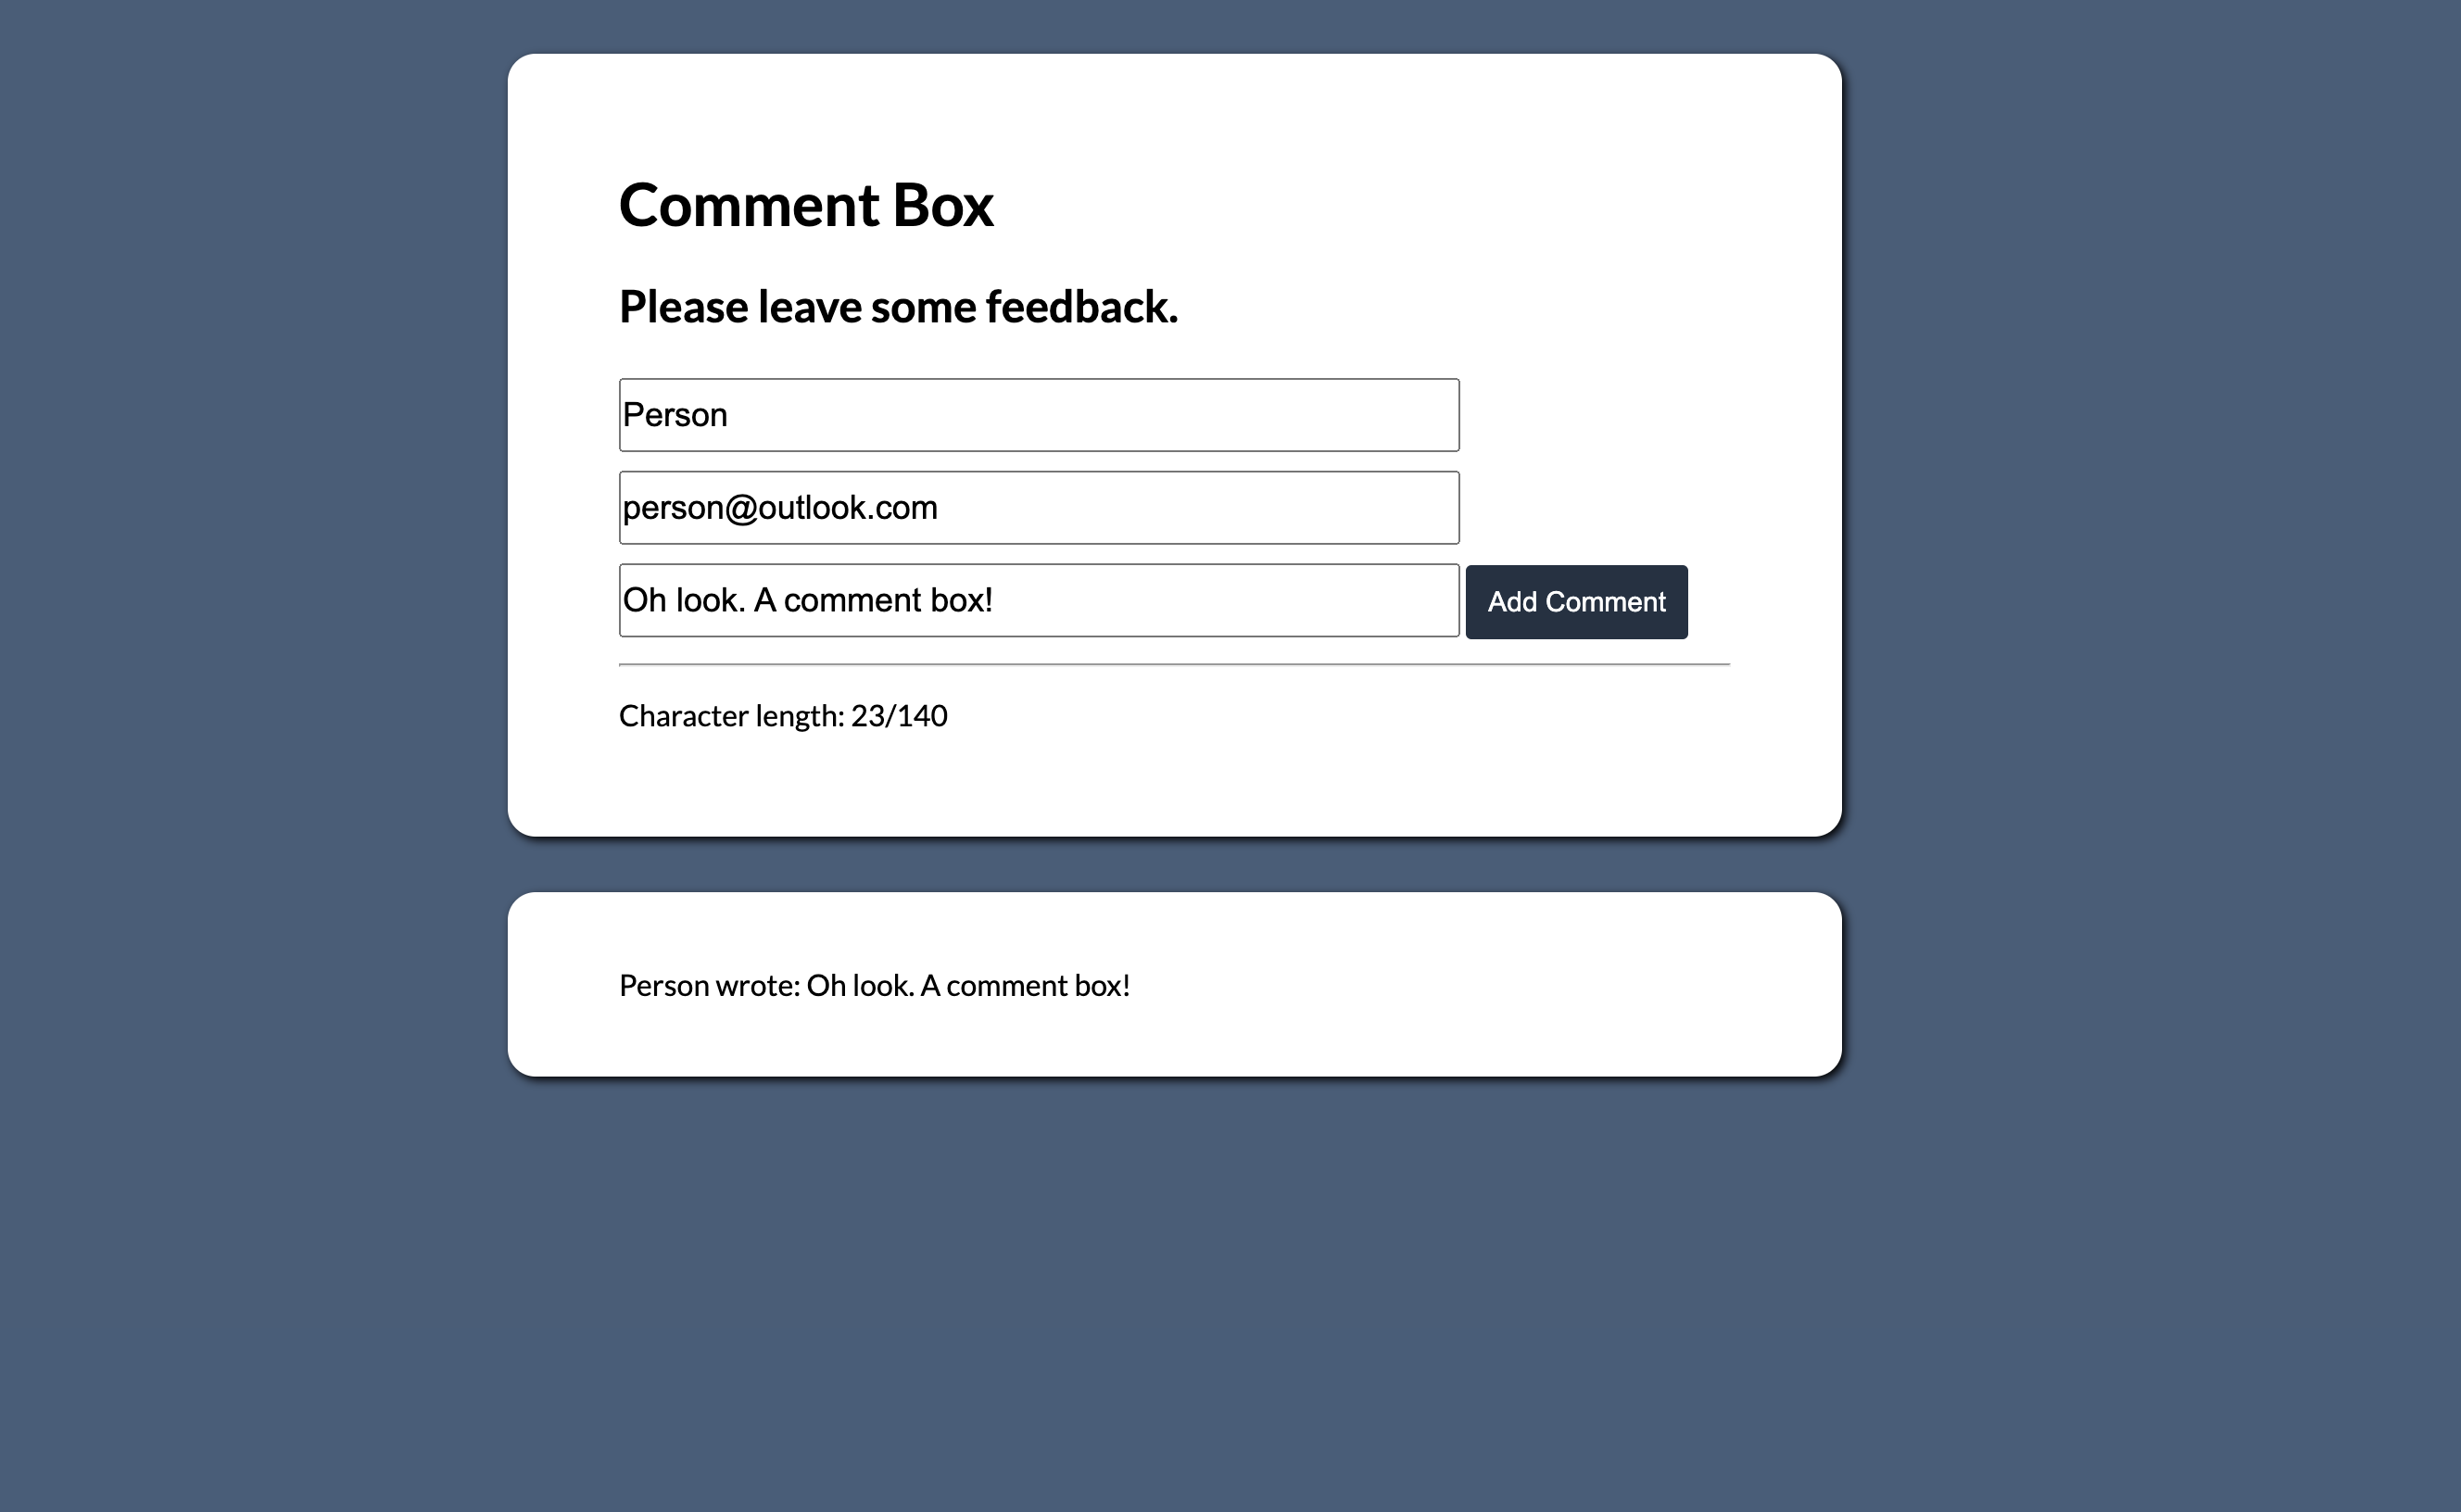 Comment Box
Please leave some feedback.
Person
person@outlook.com
Oh look. A comment box!
Add Comment
Character length: 23/140
Person wrote: Oh look. A comment box!